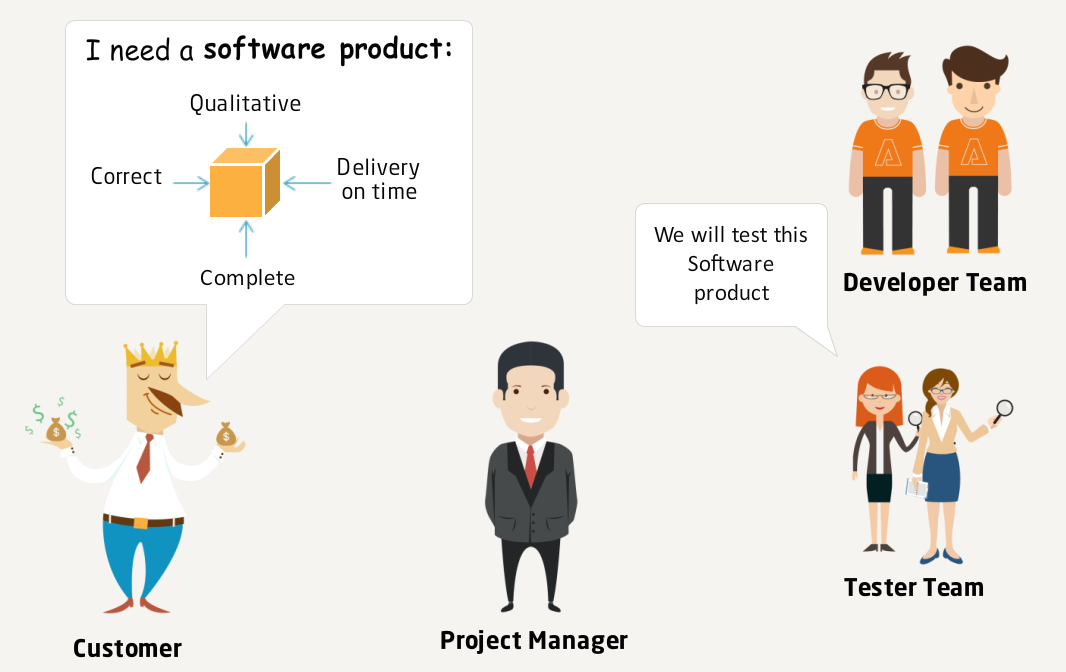 I need a software product:
Qualitative
Correct
Delivery
on time
Complete
We will test this
Software
product
Developer Team
Tester Team
Customer
Project Manager
$
$
$
$
$
$
$
A
A